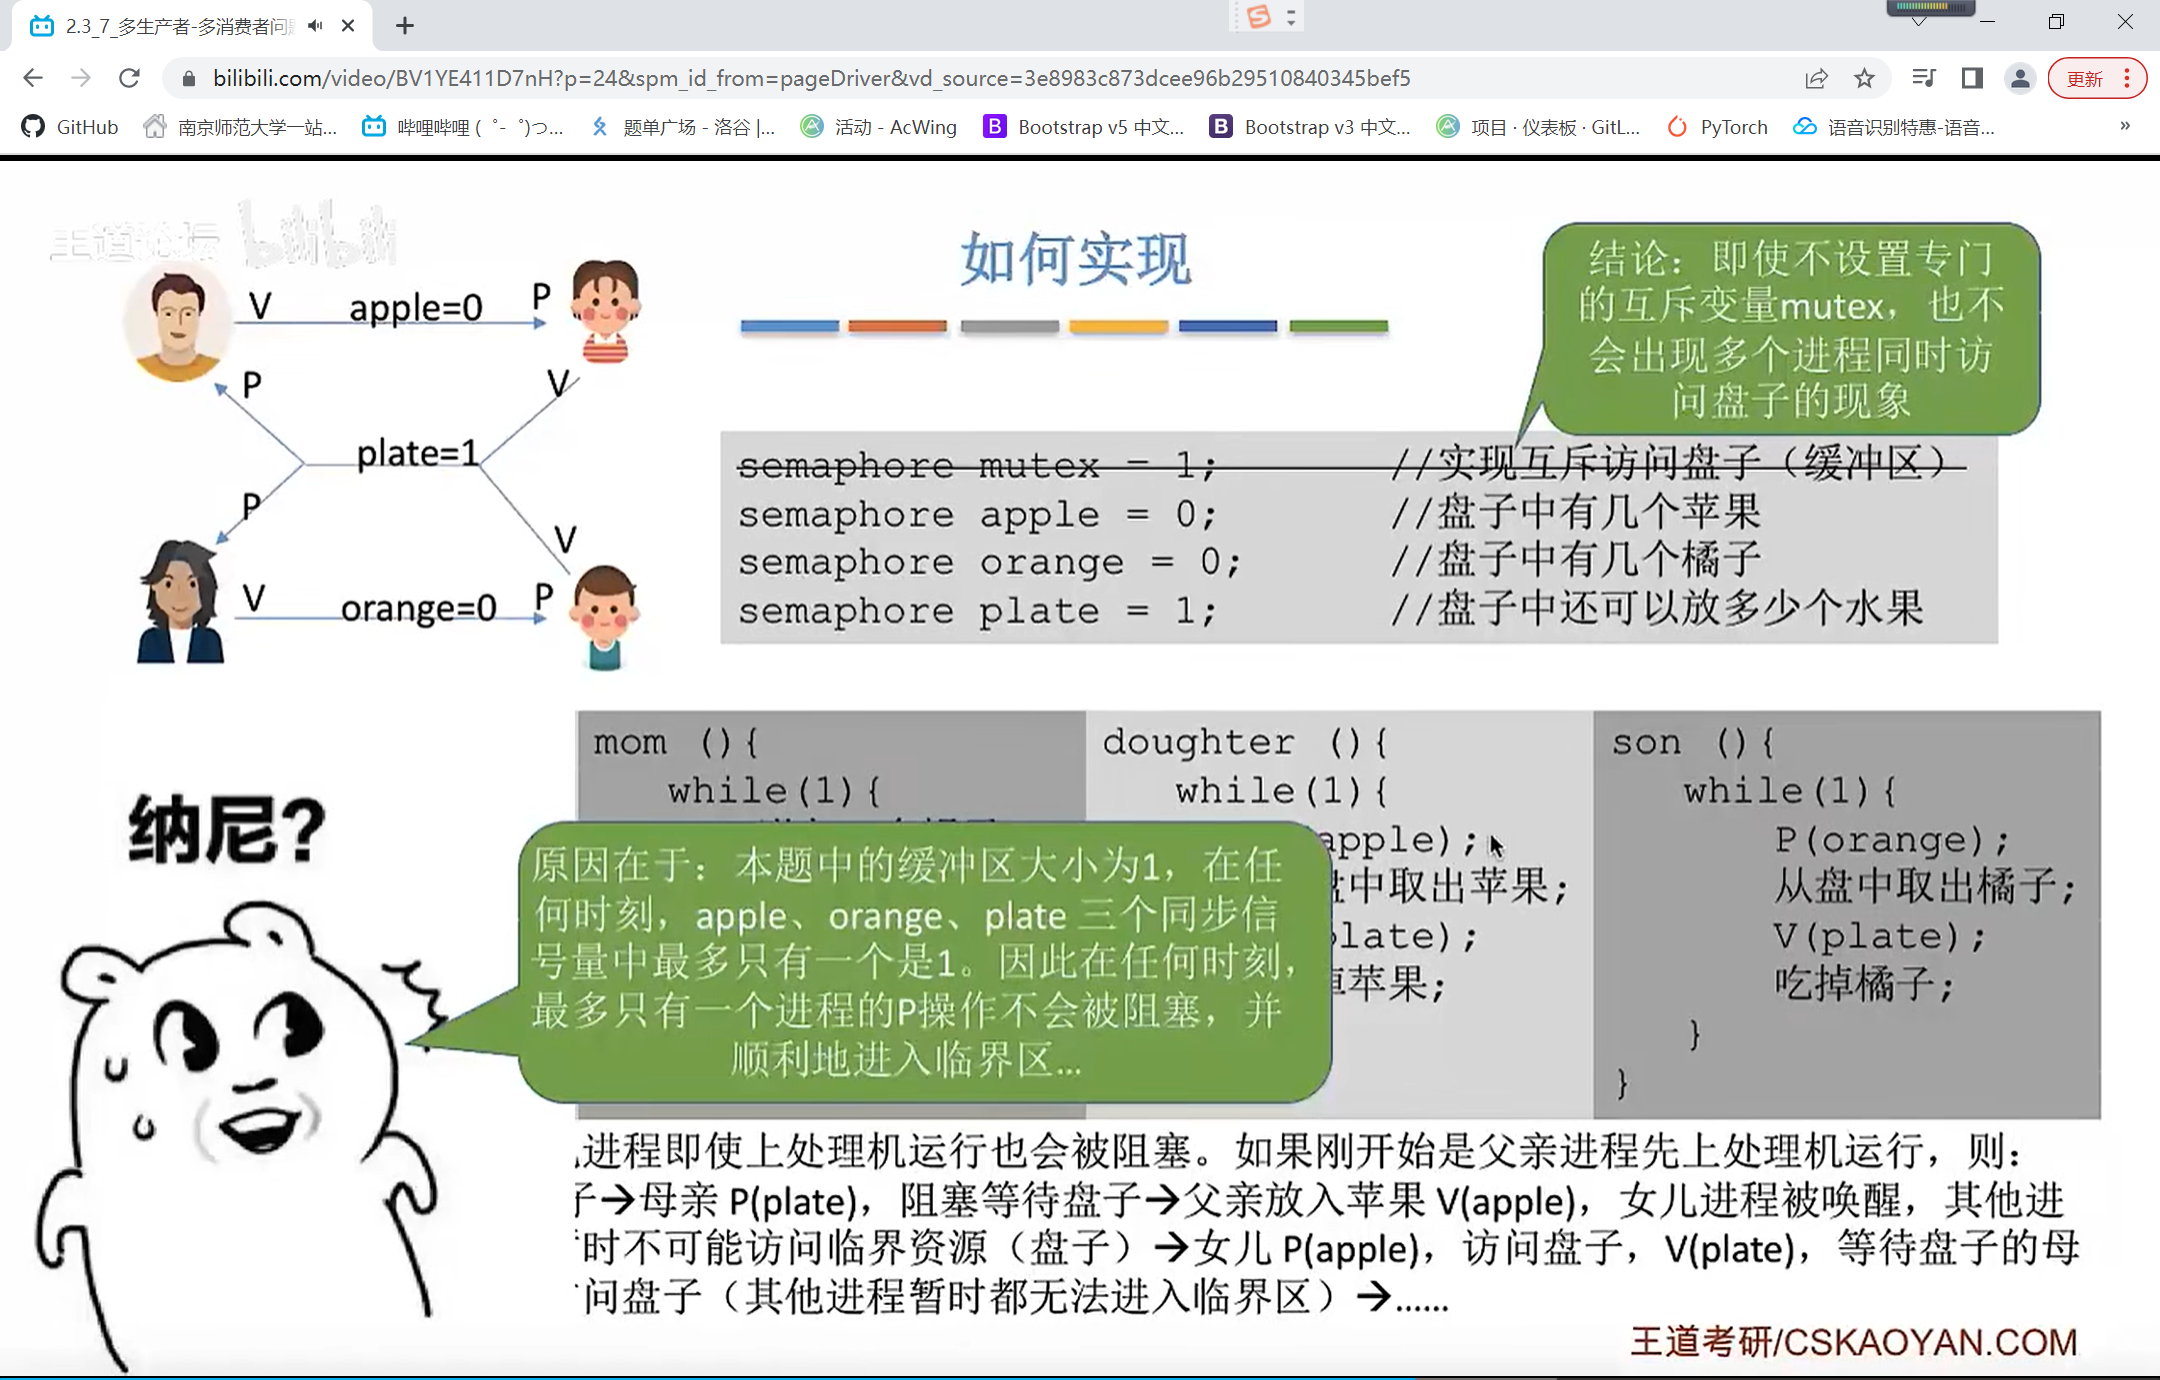 2.3_7_多生产者-多消费者问
bilibili.com/video/BV1YE411D7nH?p=24&spm_id_from=pageDriver&vd_source=3e8983c873dcee96b29510840345bef5
更新
GitHub
南京师范大学一站...
哔哩哔哩 (゜-゜)つ...
题单广场 - 洛谷 |...
活动 - AcWing
Bootstrap v5 中文...
Bootstrap v3 中文...
项目 · 仪表板 · GitL...
PyTorch
语音识别特惠-语音...
»
王道论坛 bilibili
如何实现
结论：即使不设置专门
的互斥变量mutex，也不
会出现多个进程同时访
问盘子的现象
V apple=0 P
P V
plate=1
P V
V orange=0 P
semaphore mutex = 1; //实现互斥访问盘子（缓冲区）
semaphore apple = 0; //盘子中有几个苹果
semaphore orange = 0; //盘子中有几个橘子
semaphore plate = 1; //盘子中还可以放多少个水果
mom (){
while(1){
doughter (){
while(1){
apple);
盘中取出苹果;
late);
苹果;
son (){
while(1){
P(orange);
从盘中取出橘子;
V(plate);
吃掉橘子;
}
}
纳尼?
原因在于：本题中的缓冲区大小为1，在任
何时刻，apple、orange、plate 三个同步信
号量中最多只有一个是1。因此在任何时刻，
最多只有一个进程的P操作不会被阻塞，并
顺利地进入临界区...
进程即使上处理机运行也会被阻塞。如果刚开始是父亲进程先上处理机运行，则：
子→母亲 P(plate)，阻塞等待盘子→父亲放入苹果 V(apple)，女儿进程被唤醒，其他进
时不可能访问临界资源（盘子）→女儿 P(apple)，访问盘子，V(plate)，等待盘子的母
问盘子（其他进程暂时都无法进入临界区）→......
王道考研/CSKAOYAN.COM